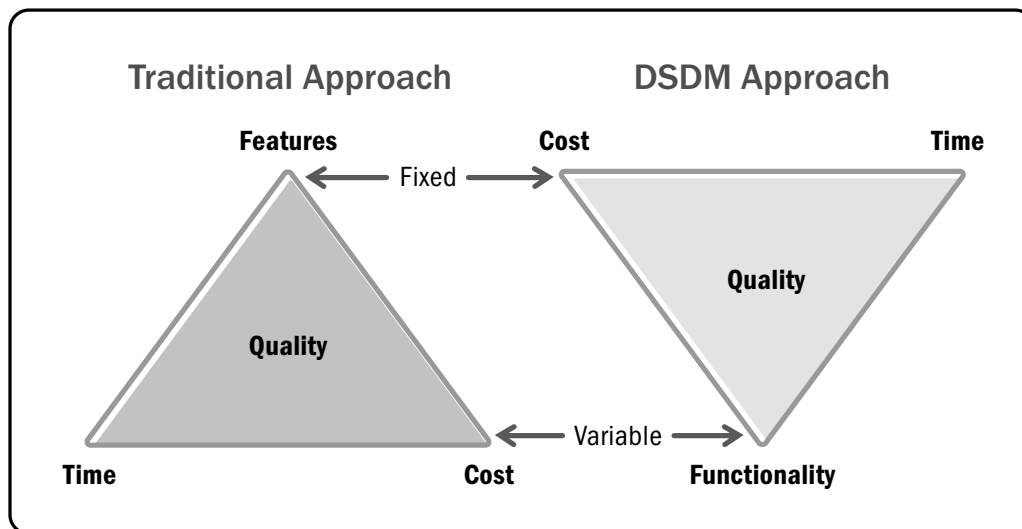 Traditional Approach
DSDM Approach
Features
Cost
Time
Fixed
Quality
Quality
Variable
Time
Cost
Functionality